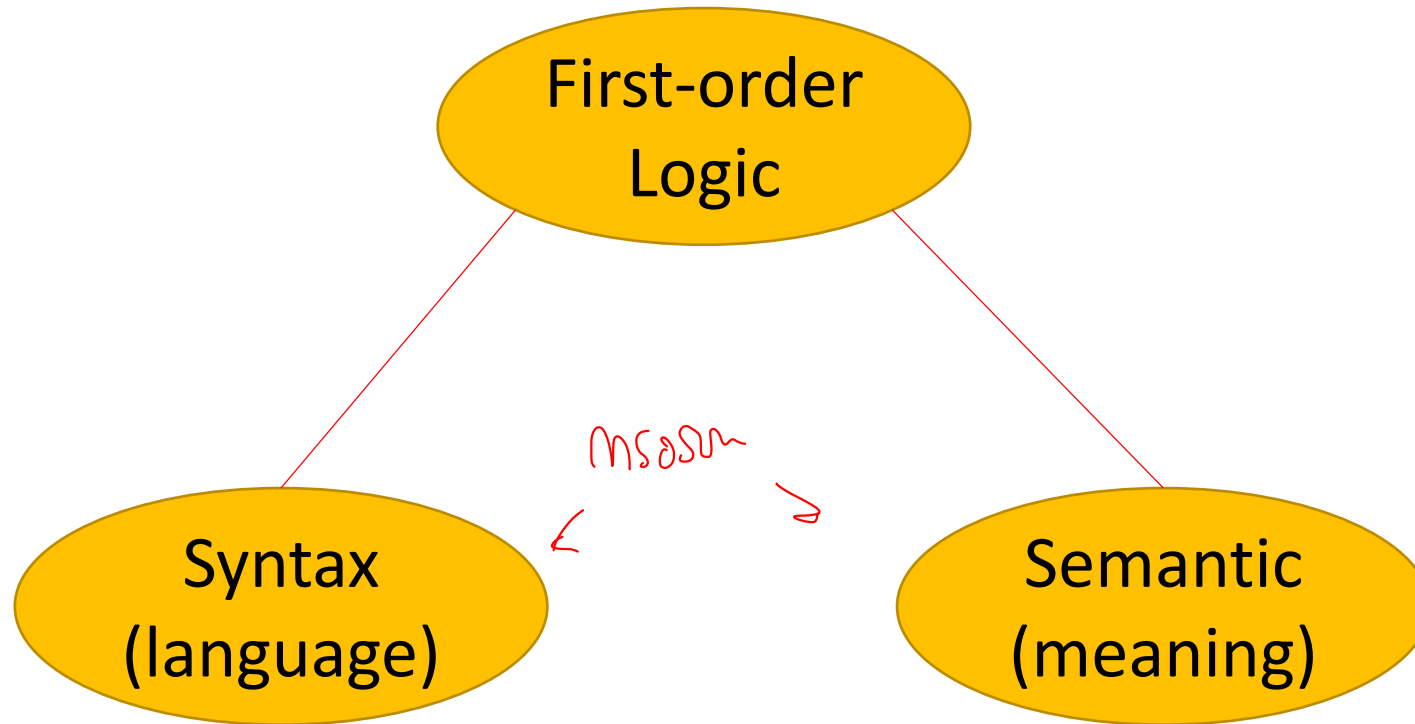 First-order
Logic
Syntax
(language)
Semantic
(meaning)